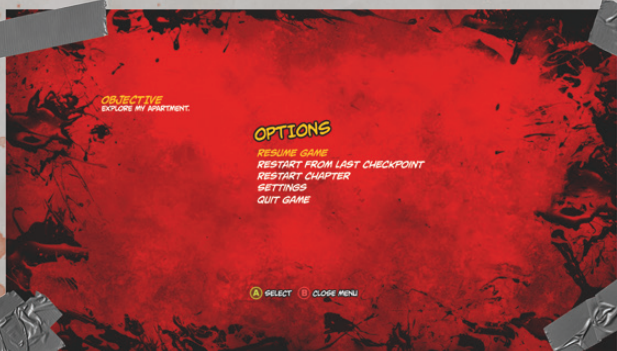 OBJECTIVE
EXPLORE MY APARTMENT.
OPTIONS
RESUME GAME
RESTART FROM LAST CHECKPOINT
RESTART CHAPTER
SETTINGS
QUIT GAME
A SELECT B CLOSE MENU